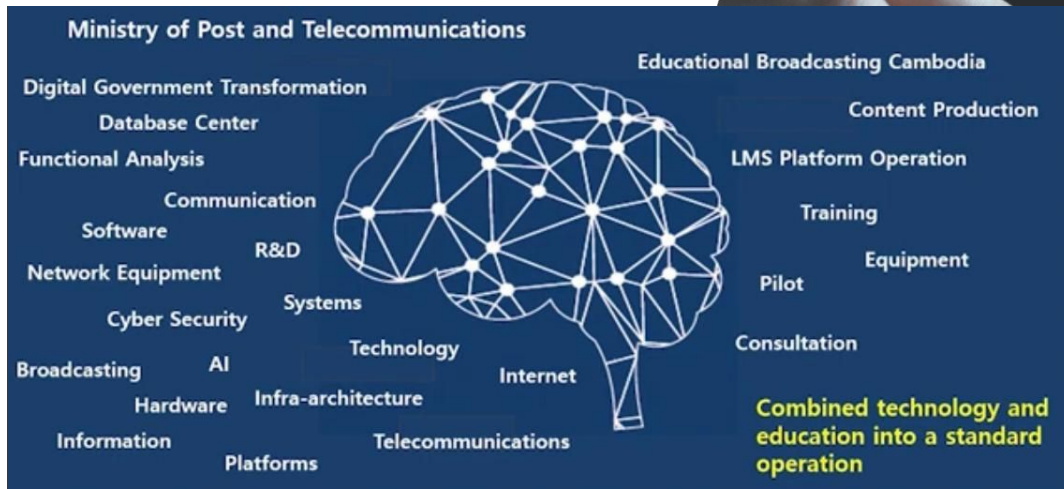 Ministry of Post and Telecommunications
Digital Government Transformation
Database Center
Functional Analysis
Communication
Software
R&D
Network Equipment
Systems
Cyber Security
Technology
AI
Broadcasting
Internet
Infra-architecture
Hardware
Information
Telecommunications
Platforms
Educational Broadcasting Cambodia
Content Production
LMS Platform Operation
Training
Equipment
Pilot
Consultation
Combined technology and
education into a standard
operation